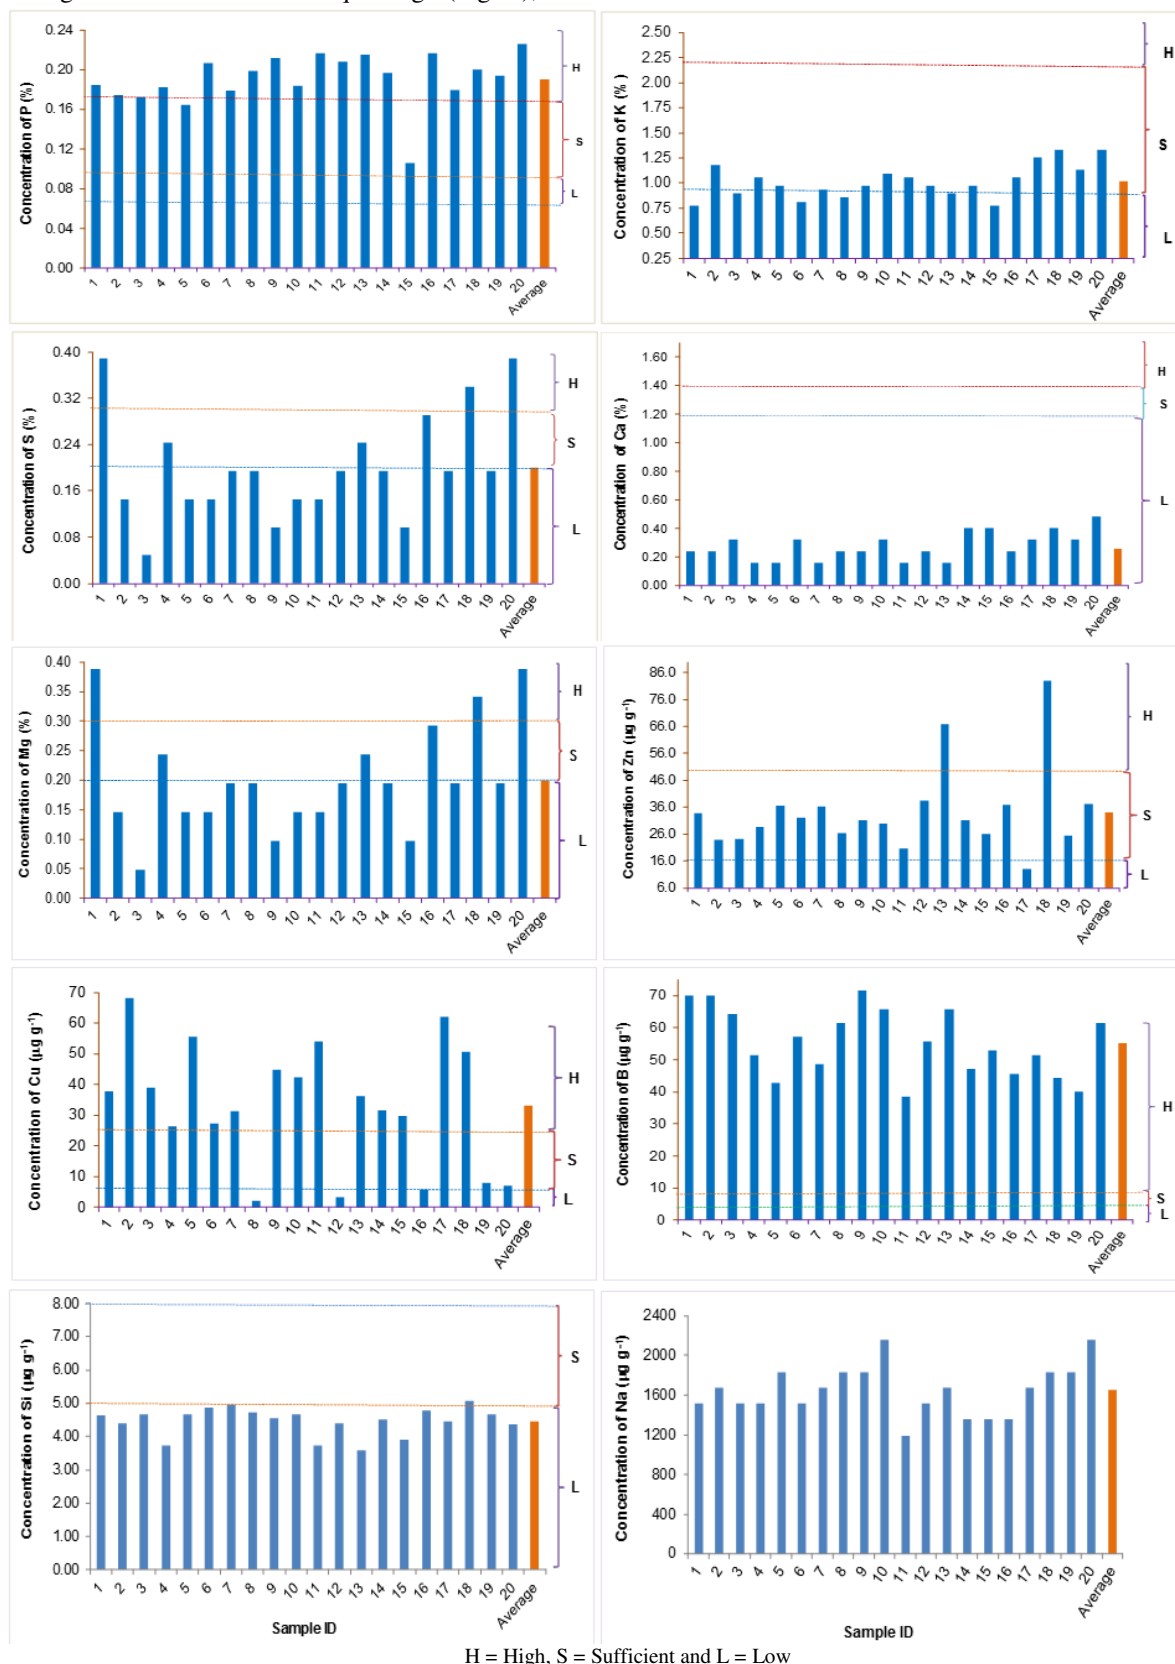 Concentration of P (%)
0.24
0.20
0.16
0.12
0.08
0.04
0.00
H
S
L
1 2 3 4 5 6 7 8 9 10 11 12 13 14 15 16 17 18 19 20 Average
Concentration of K (%)
2.50
2.25
2.00
1.75
1.50
1.25
1.00
0.75
0.50
0.25
H
S
L
1 2 3 4 5 6 7 8 9 10 11 12 13 14 15 16 17 18 19 20 Average
Concentration of S (%)
0.40
0.32
0.24
0.16
0.08
0.00
H
S
L
1 2 3 4 5 6 7 8 9 10 11 12 13 14 15 16 17 18 19 20 Average
Concentration of Ca (%)
1.60
1.40
1.20
1.00
0.80
0.60
0.40
0.20
0.00
H
S
L
1 2 3 4 5 6 7 8 9 10 11 12 13 14 15 16 17 18 19 20 Average
Concentration of Mg (%)
0.40
0.35
0.30
0.25
0.20
0.15
0.10
0.05
0.00
H
S
L
1 2 3 4 5 6 7 8 9 10 11 12 13 14 15 16 17 18 19 20 Average
Concentration of Zn (µg g⁻¹)
86.0
76.0
66.0
56.0
46.0
36.0
26.0
16.0
6.0
H
S
L
1 2 3 4 5 6 7 8 9 10 11 12 13 14 15 16 17 18 19 20 Average
Concentration of Cu (µg g⁻¹)
70
60
50
40
30
20
10
0
H
S
L
1 2 3 4 5 6 7 8 9 10 11 12 13 14 15 16 17 18 19 20 Average
Concentration of B (µg g⁻¹)
70
60
50
40
30
20
10
0
H
S
L
1 2 3 4 5 6 7 8 9 10 11 12 13 14 15 16 17 18 19 20 Average
Concentration of Si (µg g⁻¹)
8.00
7.00
6.00
5.00
4.00
3.00
2.00
1.00
0.00
S
L
1 2 3 4 5 6 7 8 9 10 11 12 13 14 15 16 17 18 19 20 Average
Sample ID
Concentration of Na (µg g⁻¹)
2400
2000
1600
1200
800
400
0
1 2 3 4 5 6 7 8 9 10 11 12 13 14 15 16 17 18 19 20 Average
Sample ID
H = High, S = Sufficient and L = Low